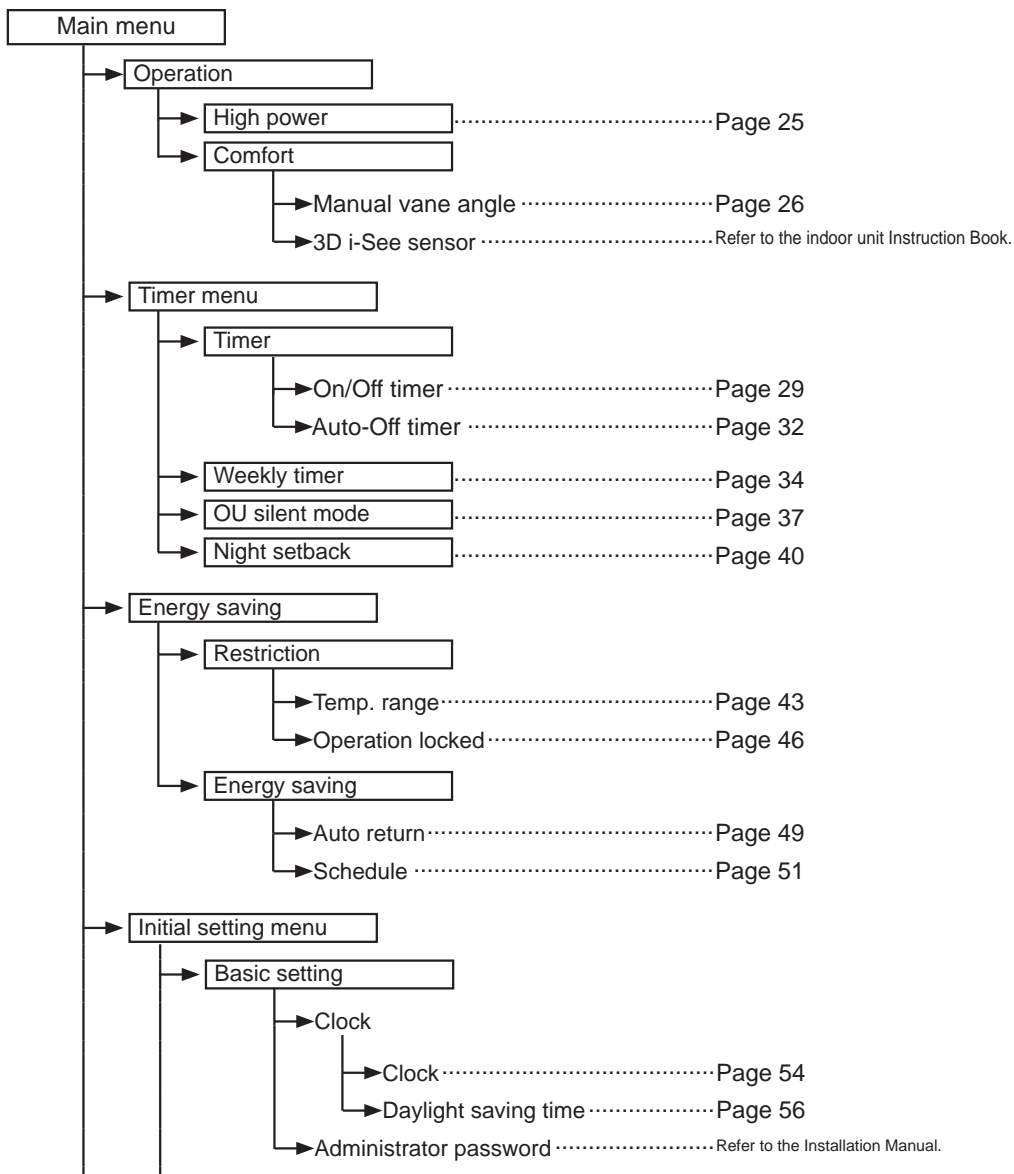 Main menu
Operation
High power Page 25
Comfort
Manual vane angle Page 26
3D i-See sensor Refer to the indoor unit Instruction Book.
Timer menu
Timer
On/Off timer Page 29
Auto-Off timer Page 32
Weekly timer Page 34
OU silent mode Page 37
Night setback Page 40
Energy saving
Restriction
Temp. range Page 43
Operation locked Page 46
Energy saving
Auto return Page 49
Schedule Page 51
Initial setting menu
Basic setting
Clock
Clock Page 54
Daylight saving time Page 56
Administrator password Refer to the Installation Manual.